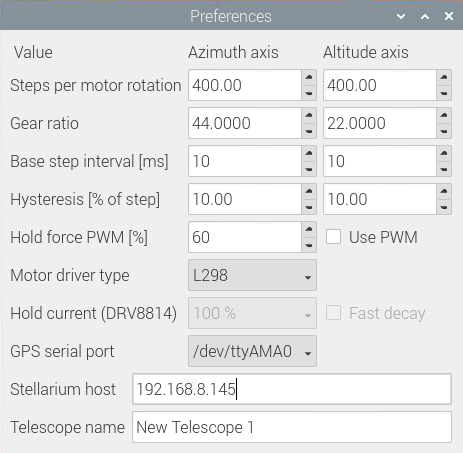 Preferences
Value Azimuth axis Altitude axis
Steps per motor rotation 400.00 400.00
Gear ratio 44.0000 22.0000
Base step interval [ms] 10 10
Hysteresis [% of step] 10.00 10.00
Hold force PWM [%] 60 Use PWM
Motor driver type L298
Hold current (DRV8814) 100 % Fast decay
GPS serial port /dev/ttyAMA0
Stellarium host 192.168.8.145
Telescope name New Telescope 1